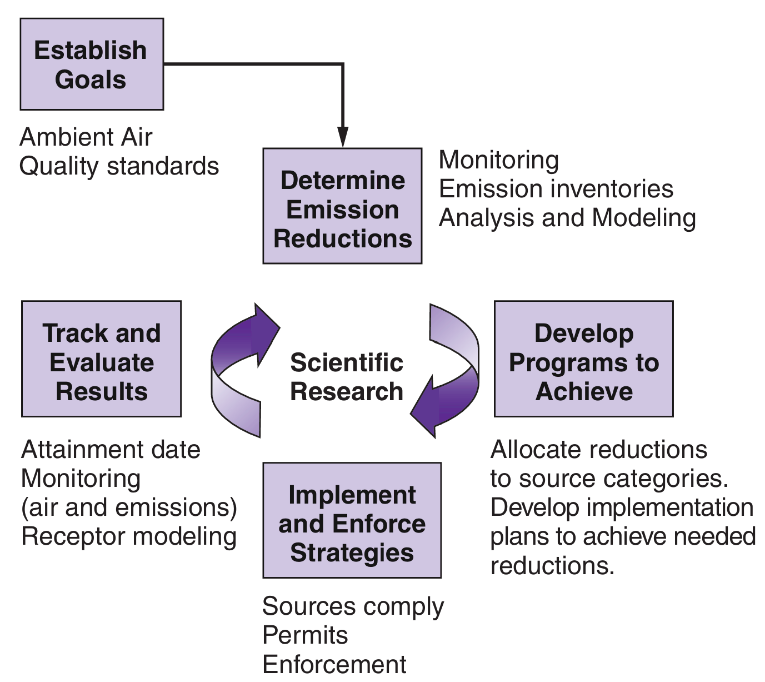 Establish
Goals
Ambient Air
Quality standards
Determine
Emission
Reductions
Monitoring
Emission inventories
Analysis and Modeling
Track and
Evaluate
Results
Scientific
Research
Develop
Programs to
Achieve
Attainment date
Monitoring
(air and emissions)
Receptor modeling
Implement
and Enforce
Strategies
Allocate reductions
to source categories.
Develop implementation
plans to achieve needed
reductions.
Sources comply
Permits
Enforcement